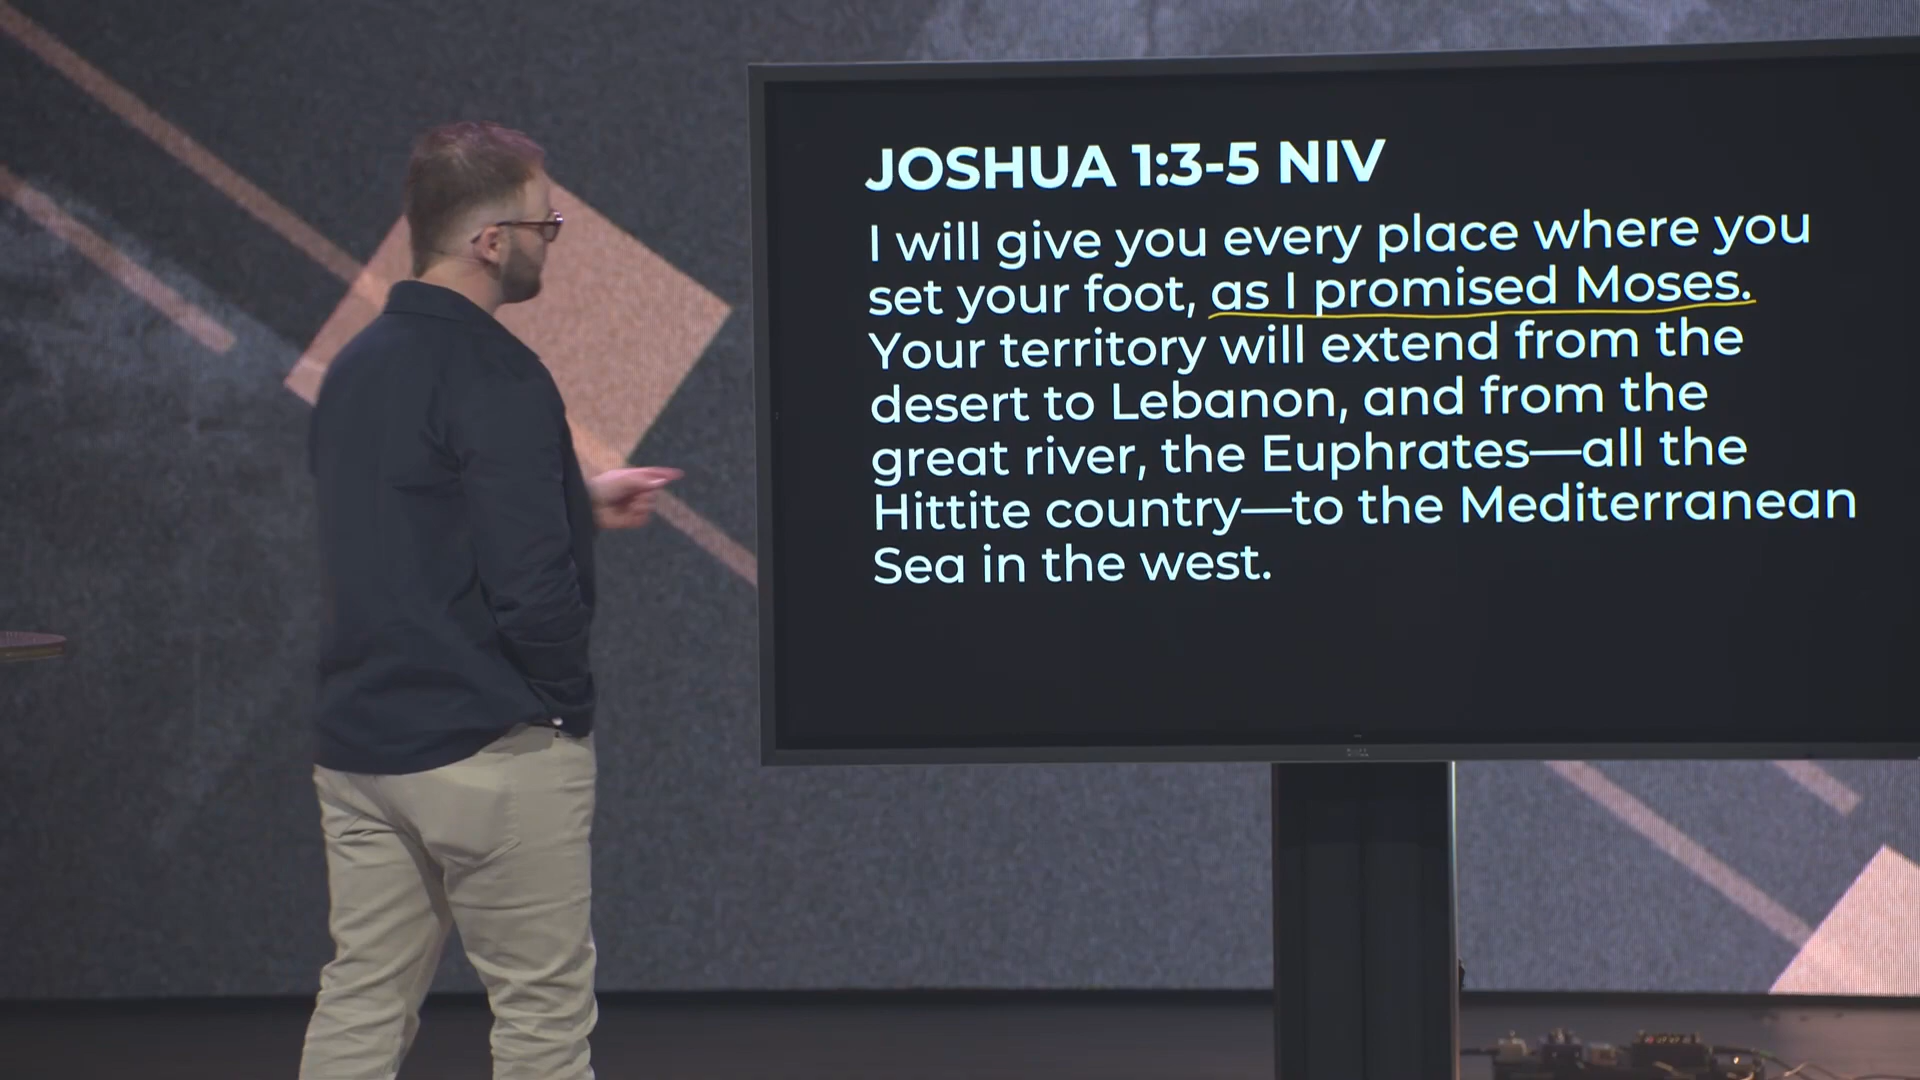 JOSHUA 1:3-5 NIV
I will give you every place where you
set your foot, as I promised Moses.
Your territory will extend from the
desert to Lebanon, and from the
great river, the Euphrates—all the
Hittite country—to the Mediterranean
Sea in the west.